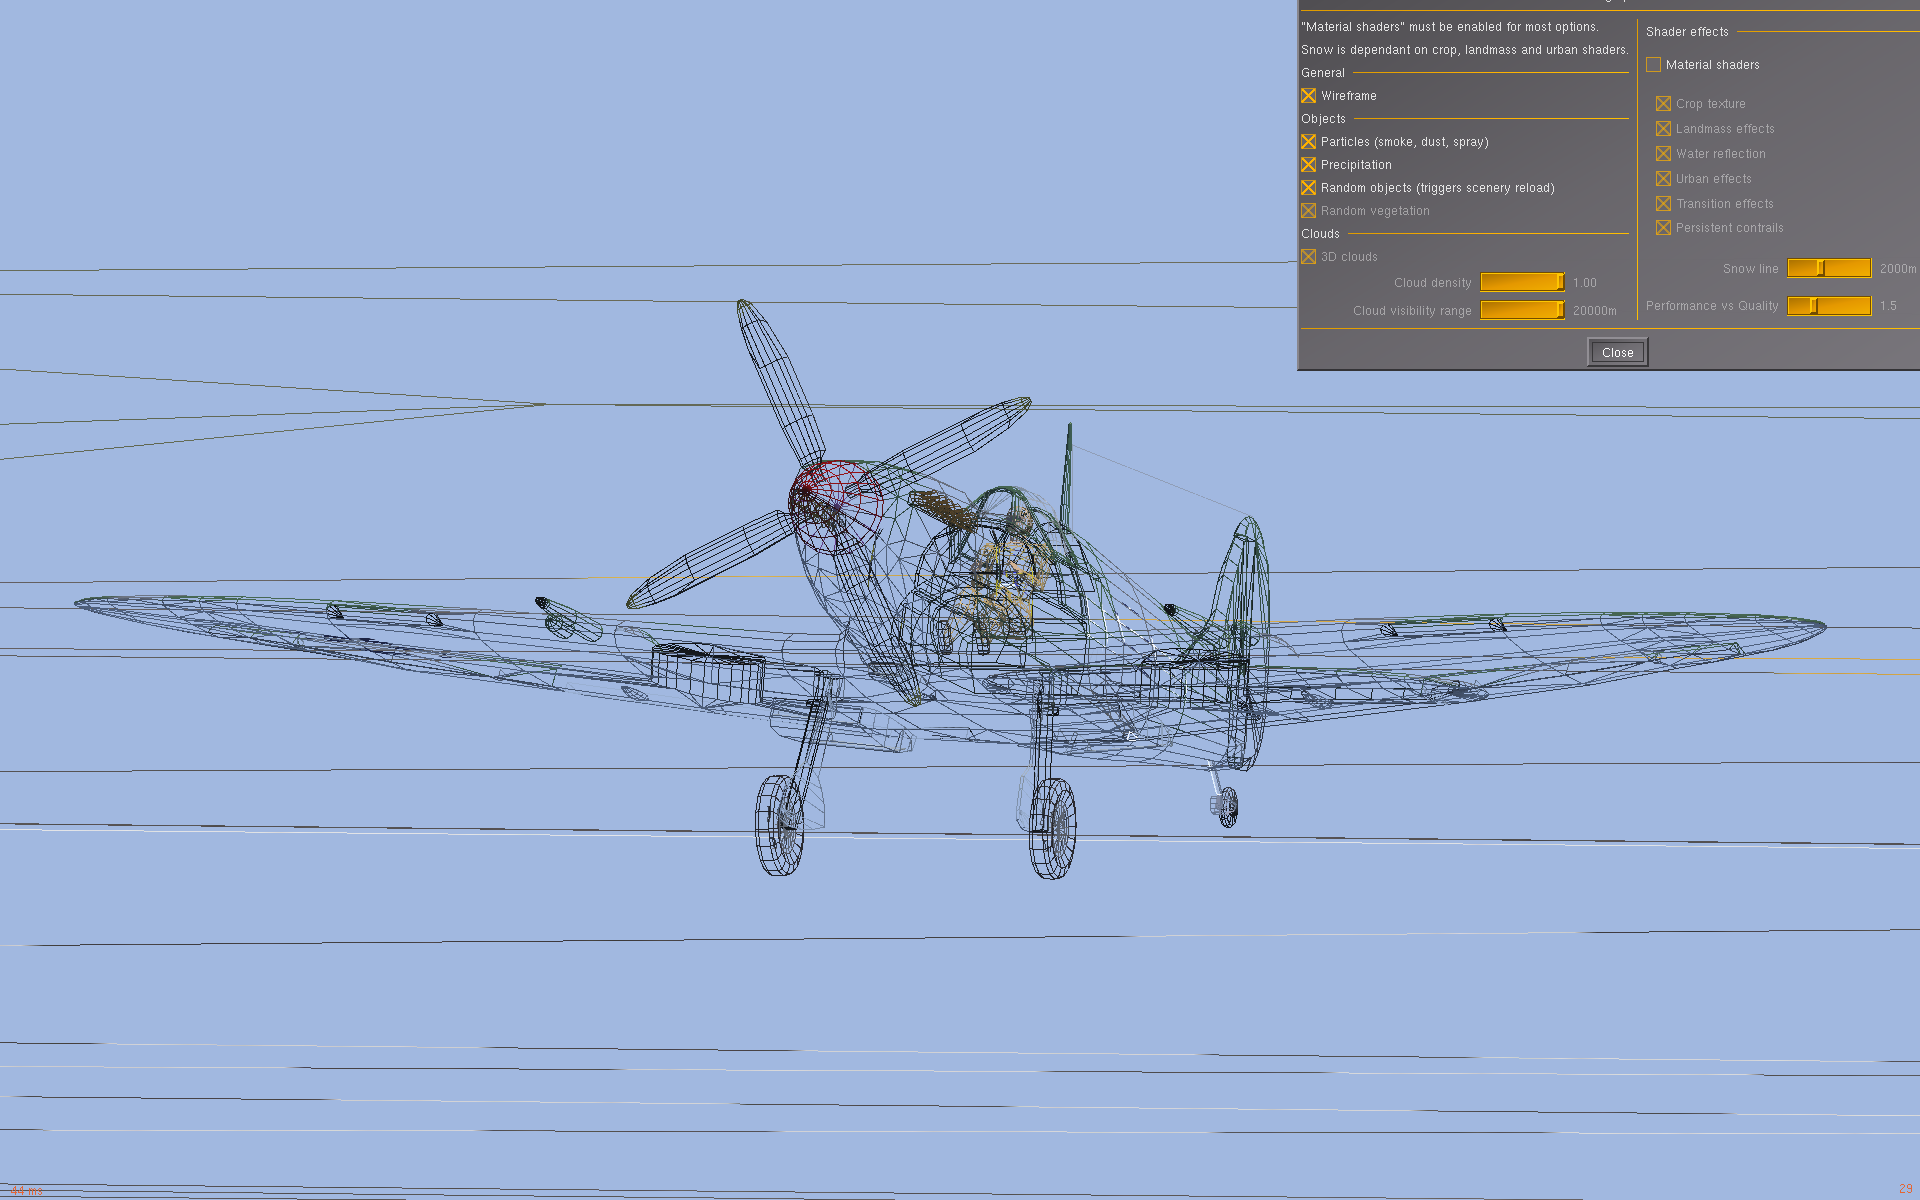 "Material shaders" must be enabled for most options.
Snow is dependant on crop, landmass and urban shaders.
General
Wireframe
Objects
Particles (smoke, dust, spray)
Precipitation
Random objects (triggers scenery reload)
Random vegetation
Clouds
3D clouds
Cloud density 1.00
Cloud visibility range 20000m
Shader effects
Material shaders
Crop texture
Landmass effects
Water reflection
Urban effects
Transition effects
Persistent contrails
Snow line 2000m
Performance vs Quality 1.5
Close
44 ms
29